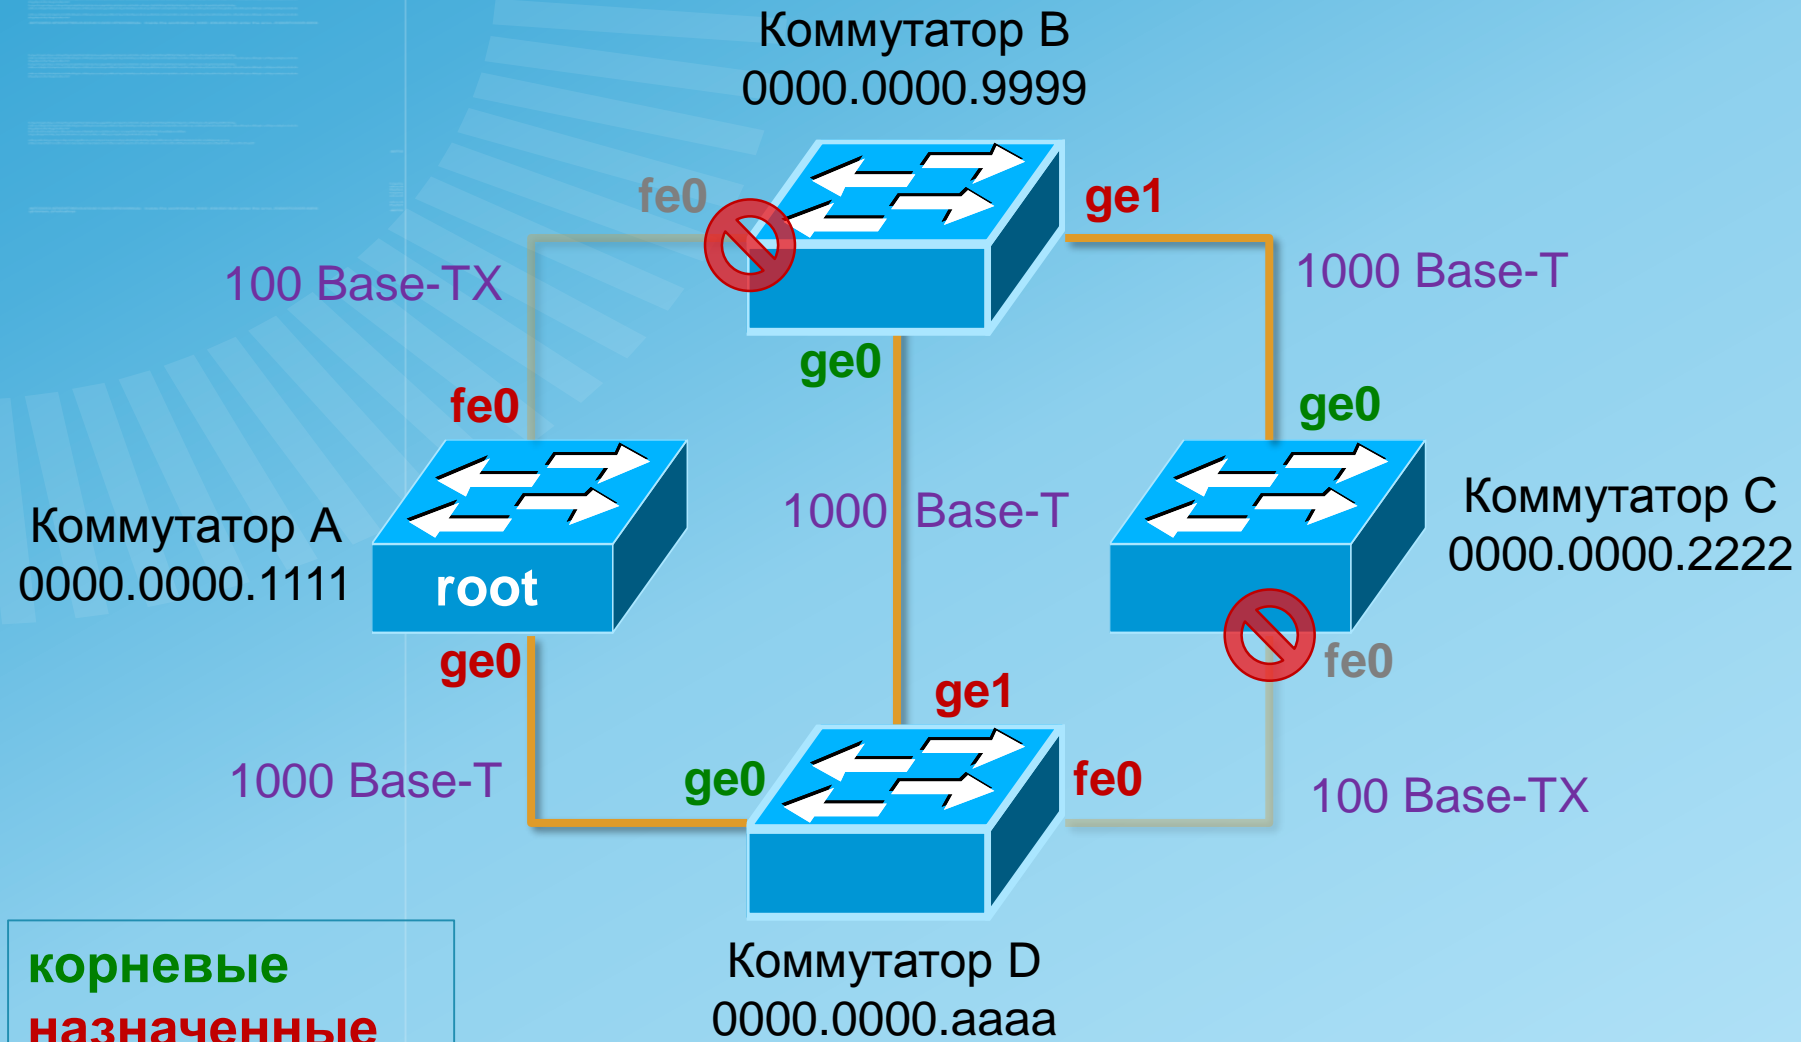 Коммутатор B
0000.0000.9999
fe0
ge1
100 Base-TX
1000 Base-T
ge0
fe0
ge0
Коммутатор A
0000.0000.1111
root
1000 Base-T
Коммутатор C
0000.0000.2222
ge0
fe0
ge1
1000 Base-T
ge0
fe0
100 Base-TX
корневые
назначенные
Коммутатор D
0000.0000.aaaa